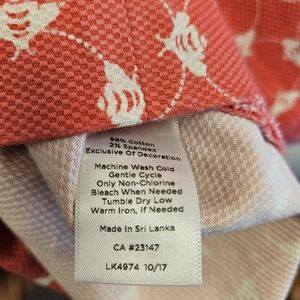 98% Cotton
2% Spandex
Exclusive Of Decoration
Machine Wash Cold
Gentle Cycle
Only Non-Chlorine
Bleach When Needed
Tumble Dry Low
Warm Iron, If Needed
Made In Sri Lanka
CA #23147
LK4974 10/17